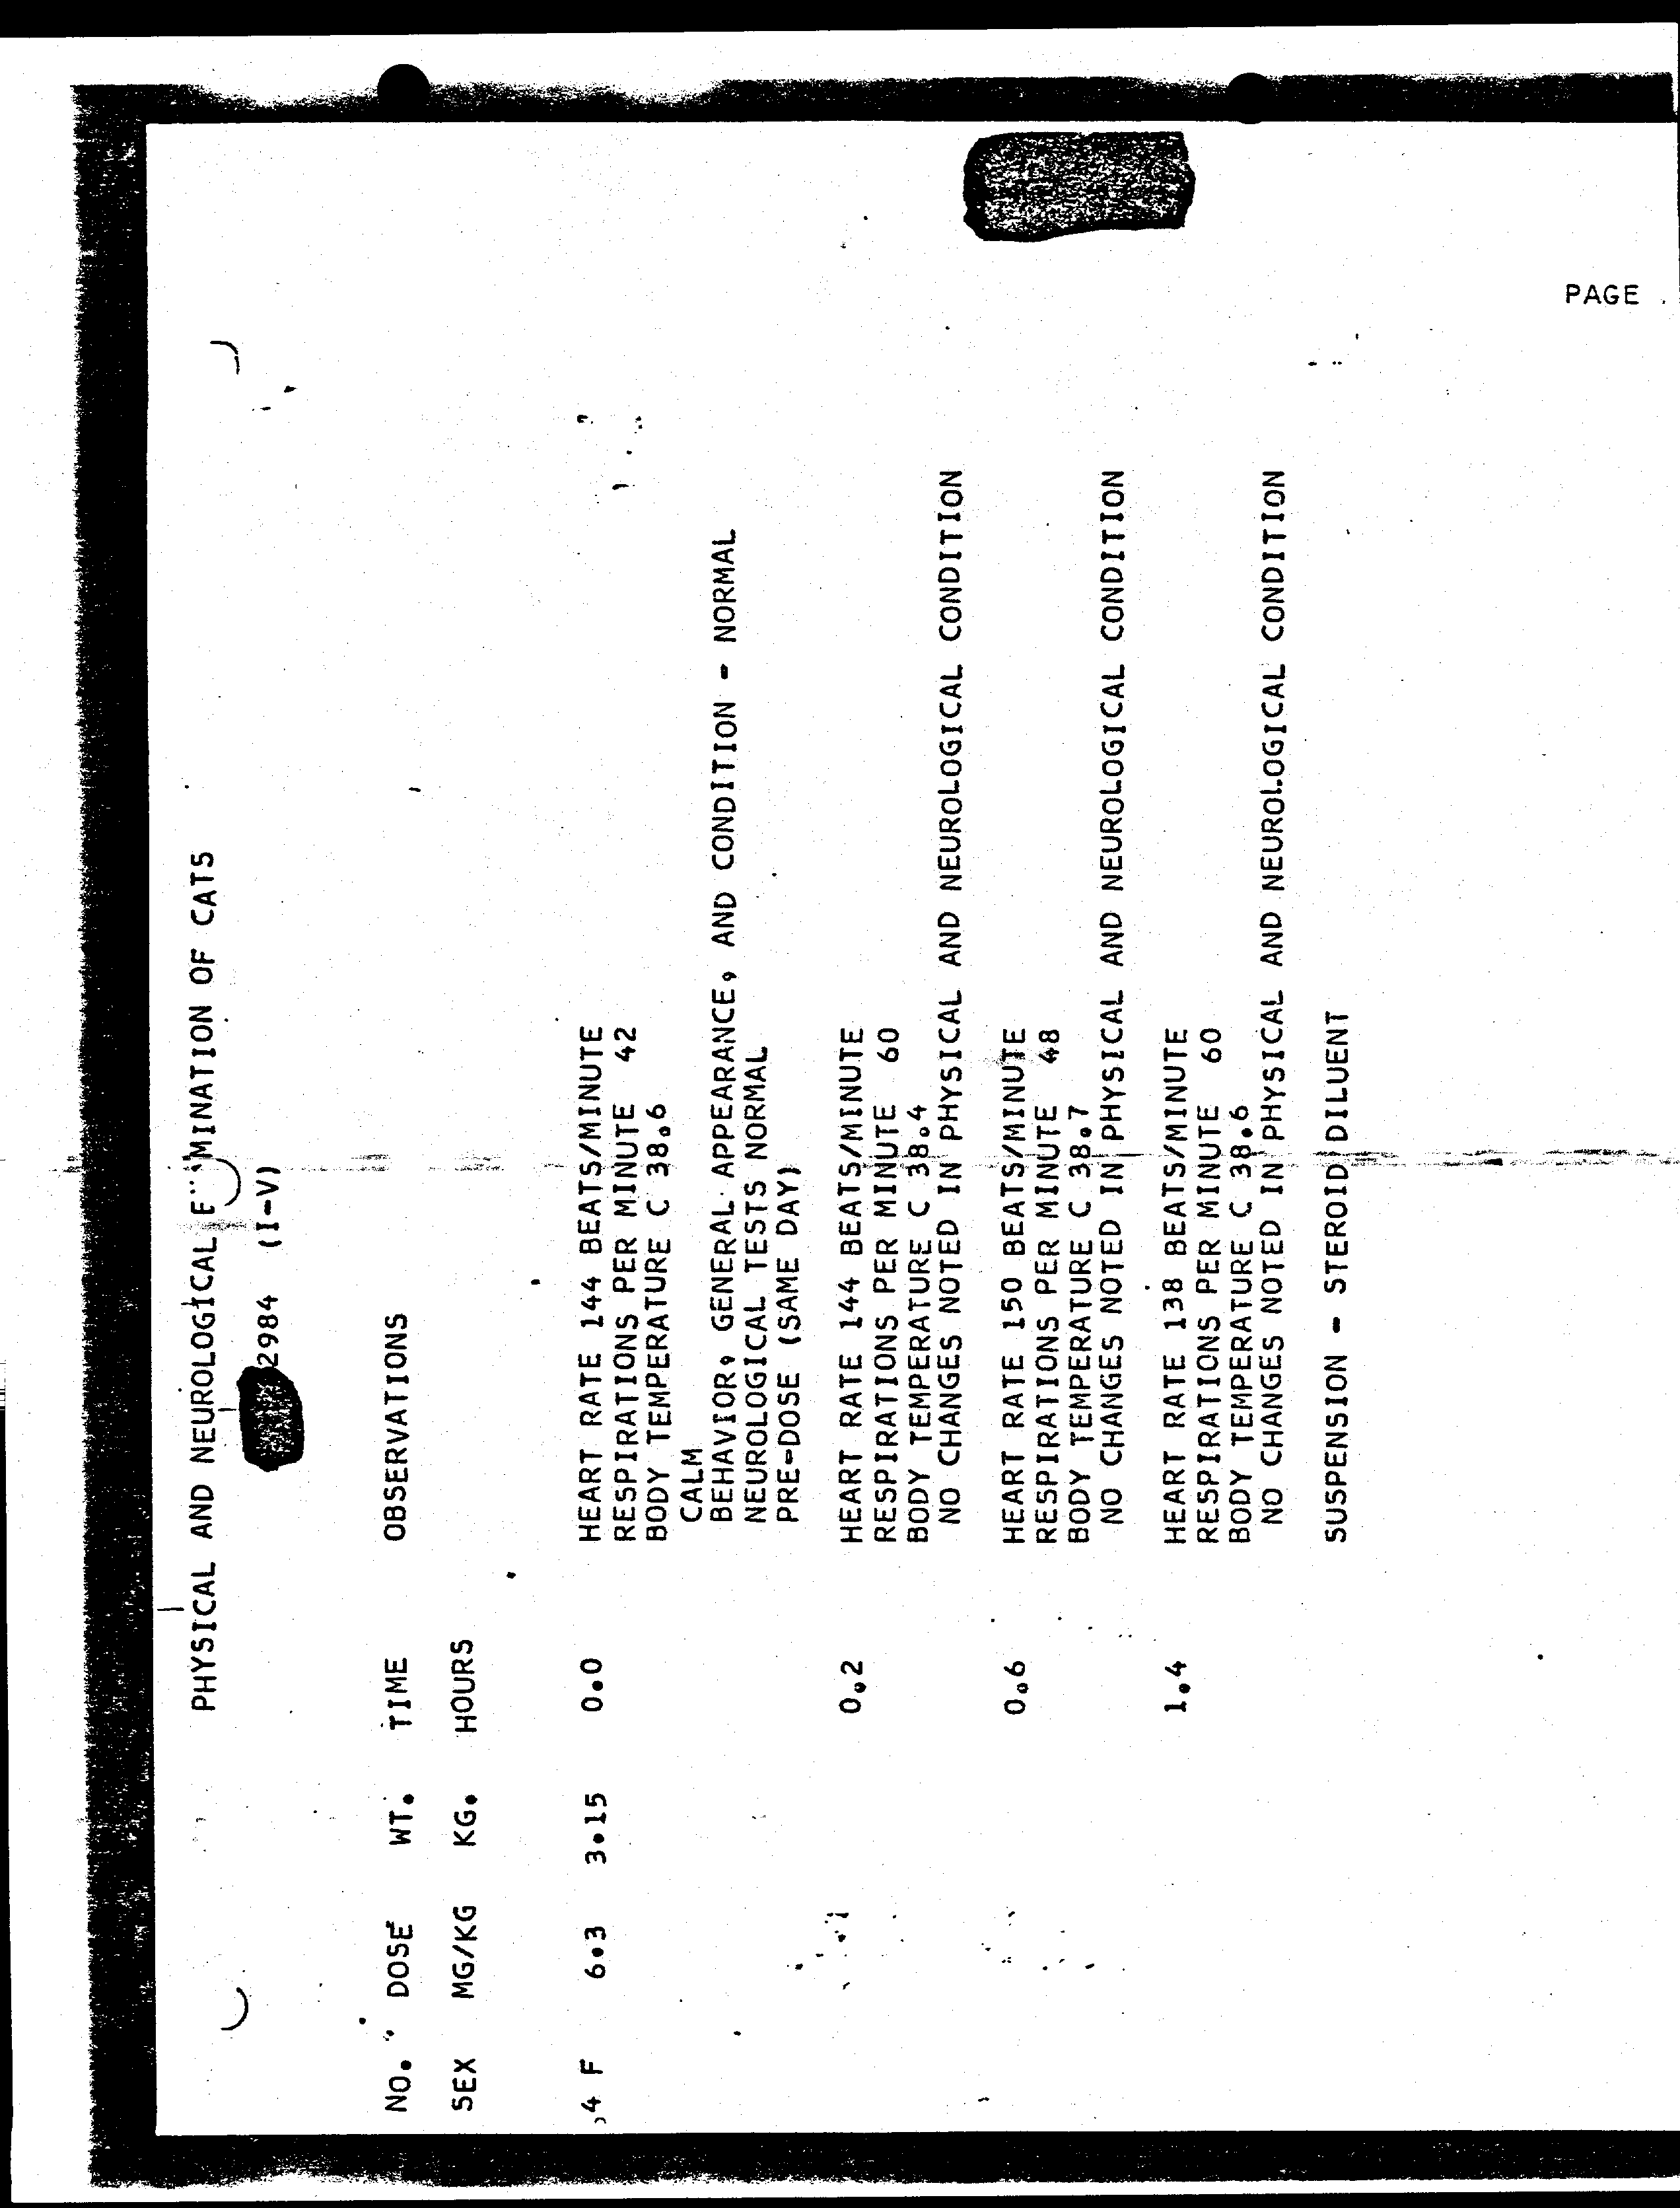 PHYSICAL AND NEUROLOGICAL E MINATION OF CATS
2984 (I-V)
NO. DOSE WT. TIME OBSERVATIONS
SEX MG/KG KG. HOURS
4 F 6.3 3.15 0.0 HEART RATE 144 BEATS/MINUTE
RESPIRATIONS PER MINUTE 42
BODY TEMPERATURE C 38.6
CALM
BEHAVIOR, GENERAL APPEARANCE, AND CONDITION - NORMAL
NEUROLOGICAL TESTS NORMAL
PRE-DOSE (SAME DAY)
0.2 HEART RATE 144 BEATS/MINUTE
RESPIRATIONS PER MINUTE 60
BODY TEMPERATURE C 38.4
NO CHANGES NOTED IN PHYSICAL AND NEUROLOGICAL CONDITION
0.6 HEART RATE 150 BEATS/MINUTE
RESPIRATIONS PER MINUTE 48
BODY TEMPERATURE C 38.7
NO CHANGES NOTED IN PHYSICAL AND NEUROLOGICAL CONDITION
1.4 HEART RATE 138 BEATS/MINUTE
RESPIRATIONS PER MINUTE 60
BODY TEMPERATURE C 38.6
NO CHANGES NOTED IN PHYSICAL AND NEUROLOGICAL CONDITION
SUSPENSION - STEROID DILUENT
PAGE